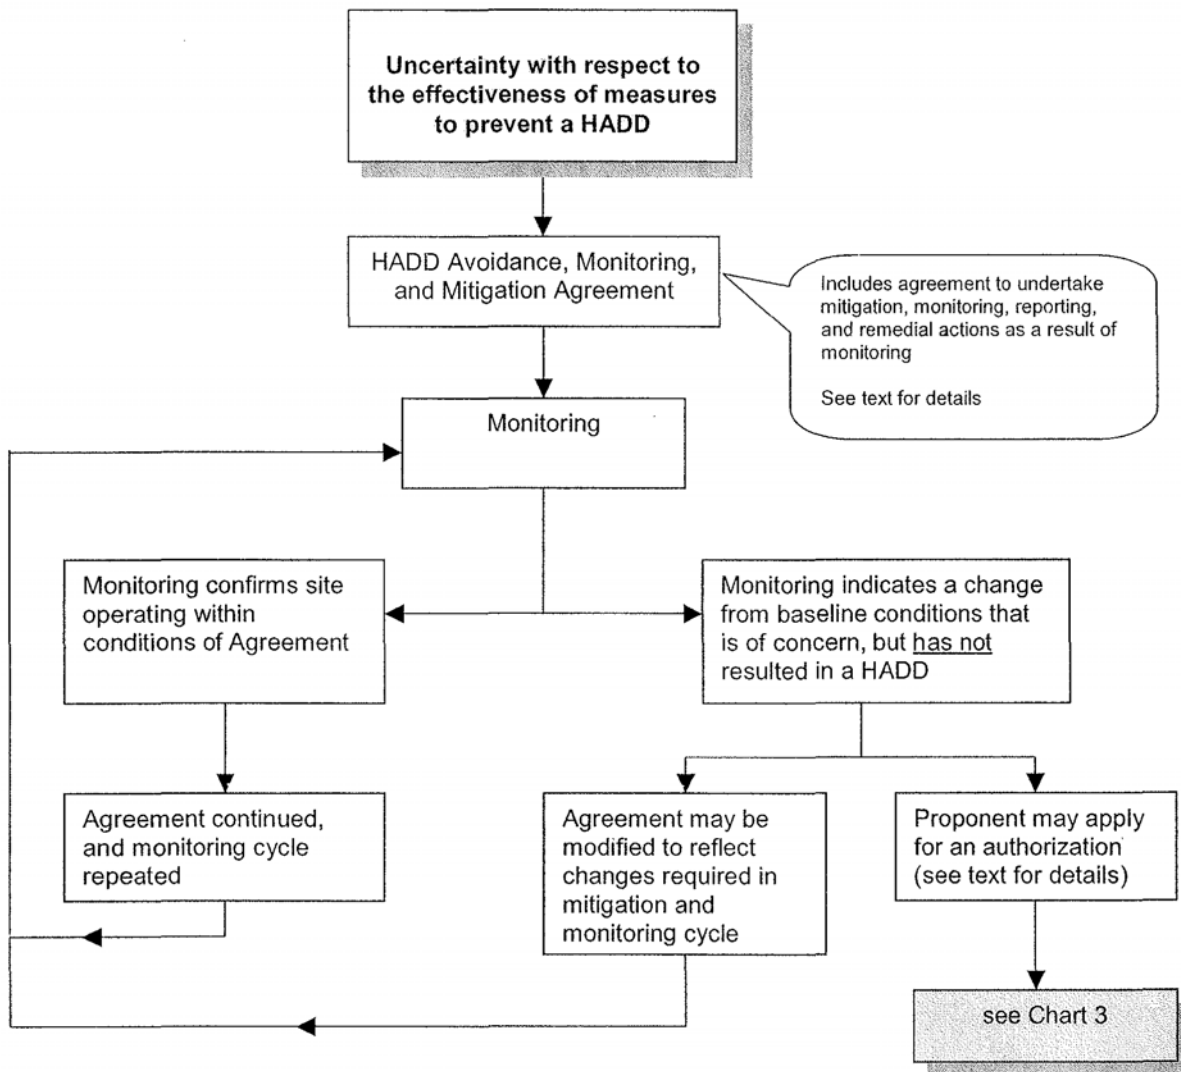 Uncertainty with respect to
the effectiveness of measures
to prevent a HADD
HADD Avoidance, Monitoring,
and Mitigation Agreement
Includes agreement to undertake
mitigation, monitoring, reporting,
and remedial actions as a result of
monitoring
See text for details
Monitoring
Monitoring confirms site
operating within
conditions of Agreement
Monitoring indicates a change
from baseline conditions that
is of concern, but has not
resulted in a HADD
Agreement continued,
and monitoring cycle
repeated
Agreement may be
modified to reflect
changes required in
mitigation and
monitoring cycle
Proponent may apply
for an authorization
(see text for details)
see Chart 3